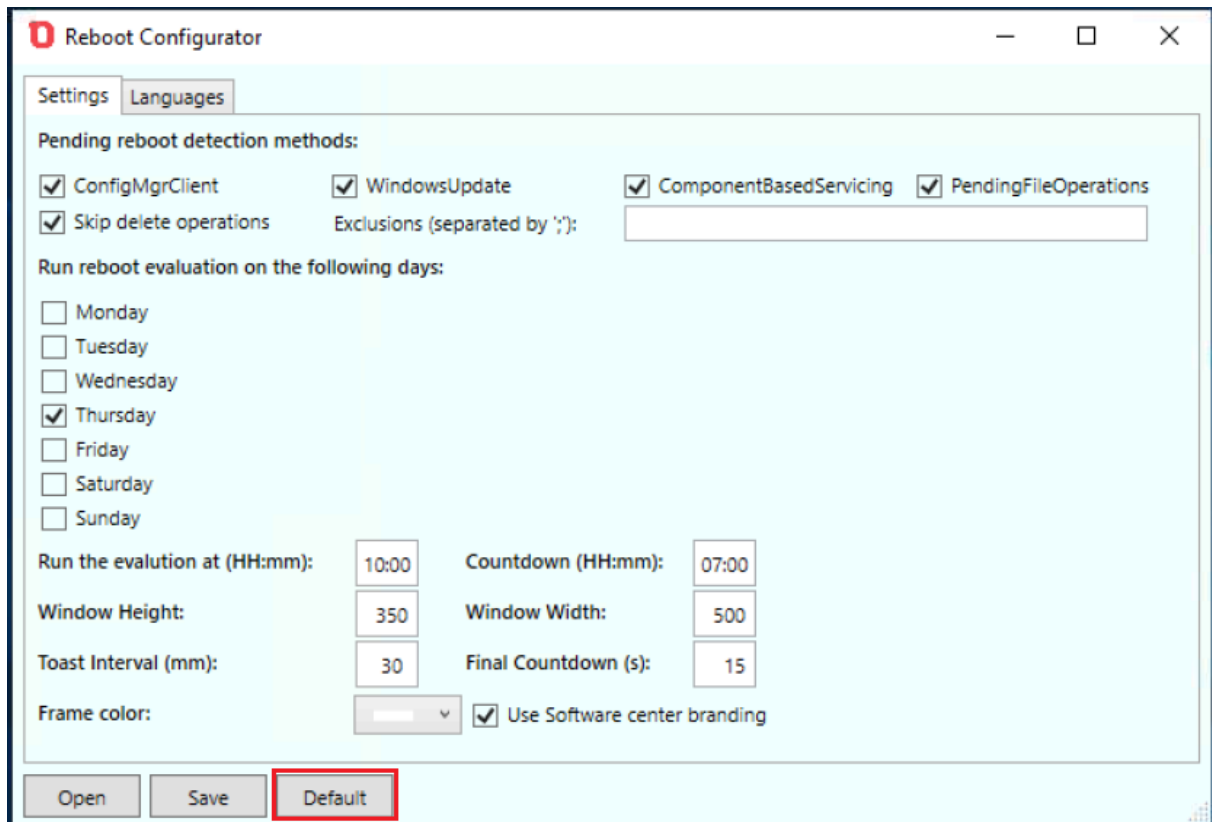 Reboot Configurator
Settings Languages
Pending reboot detection methods:
ConfigMgrClient WindowsUpdate ComponentBasedServicing PendingFileOperations
Skip delete operations Exclusions (separated by ';'):
Run reboot evaluation on the following days:
Monday
Tuesday
Wednesday
Thursday
Friday
Saturday
Sunday
Run the evalution at (HH:mm): 10:00 Countdown (HH:mm): 07:00
Window Height: 350 Window Width: 500
Toast Interval (mm): 30 Final Countdown (s): 15
Frame color: Use Software center branding
Open Save Default